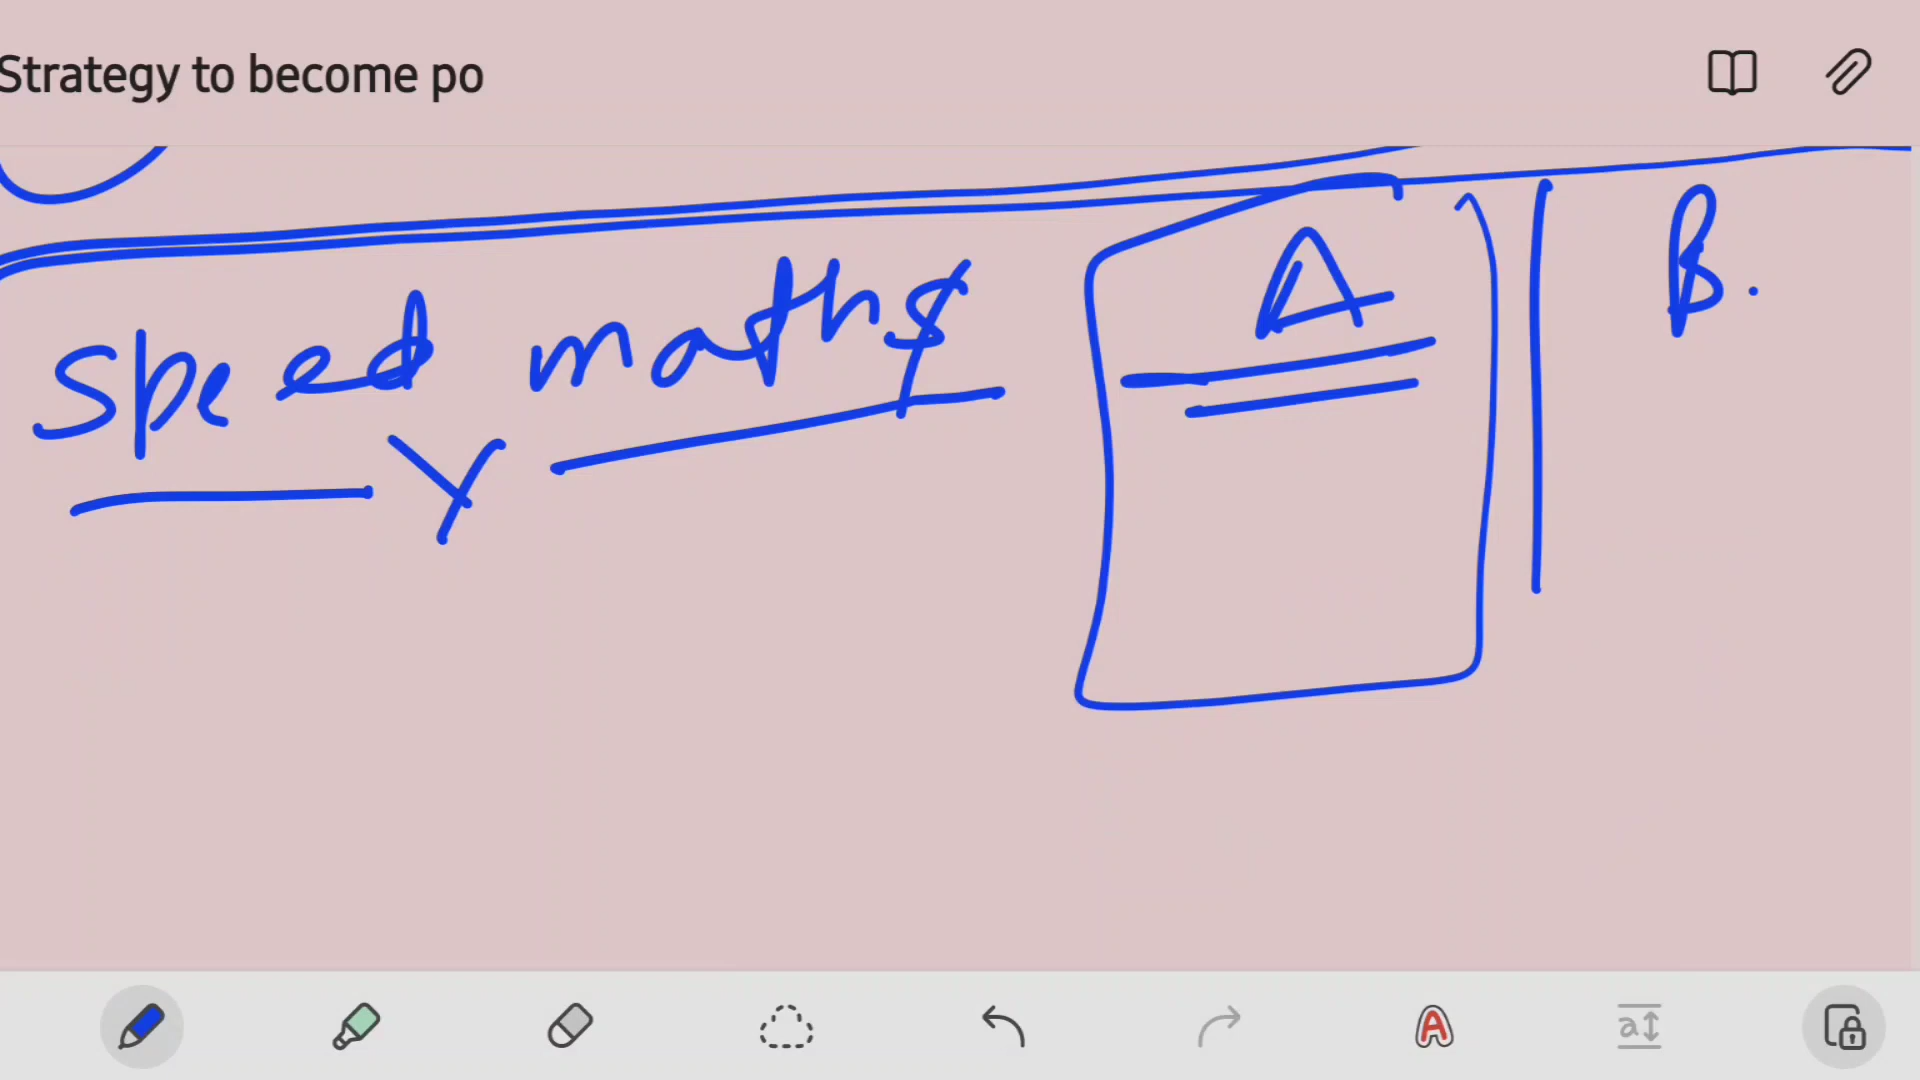 Strategy to become po
Speed maths
A
B.
Y